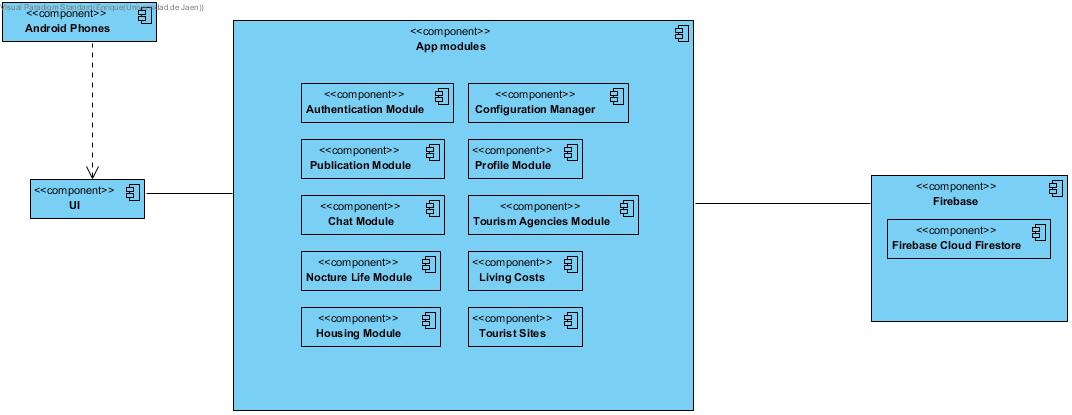 Visual Paradigm Standard(Enrique(Universidad de Jaen))
<<component>>
Android Phones
<<component>>
UI
<<component>>
App modules
<<component>>
Authentication Module
<<component>>
Configuration Manager
<<component>>
Publication Module
<<component>>
Profile Module
<<component>>
Chat Module
<<component>>
Tourism Agencies Module
<<component>>
Nocture Life Module
<<component>>
Living Costs
<<component>>
Housing Module
<<component>>
Tourist Sites
<<component>>
Firebase
<<component>>
Firebase Cloud Firestore